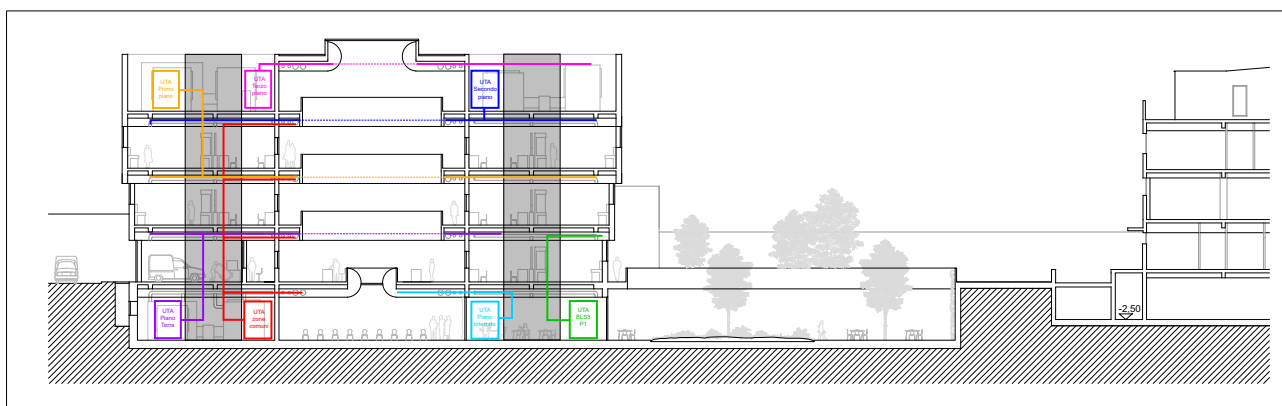 UTA
Primo
piano
UTA
Terzo
piano
UTA
Secondo
piano
UTA
Piano
Terra
UTA
zone
comuni
UTA
Piano
interrato
UTA
BLS3
P1
-2,50